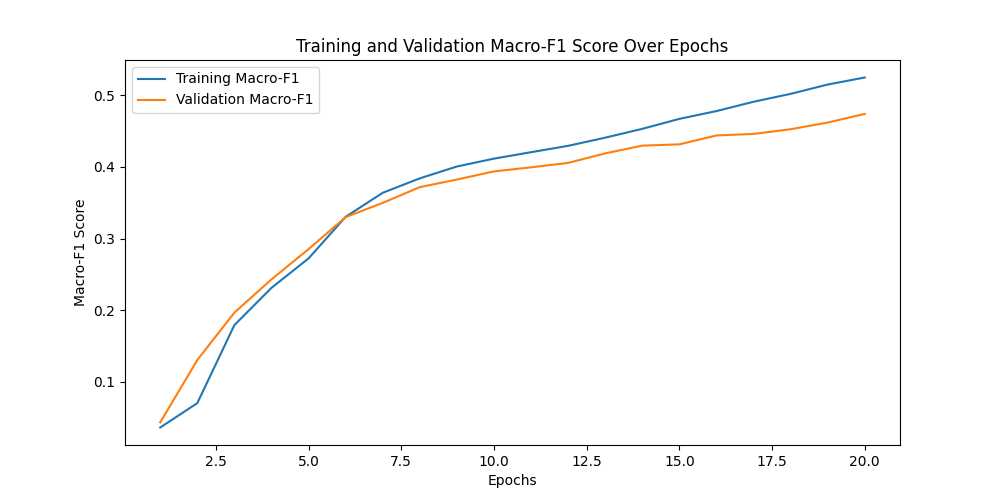 Training and Validation Macro-F1 Score Over Epochs
Training Macro-F1
Validation Macro-F1
Macro-F1 Score
0.5
0.4
0.3
0.2
0.1
2.5 5.0 7.5 10.0 12.5 15.0 17.5 20.0
Epochs